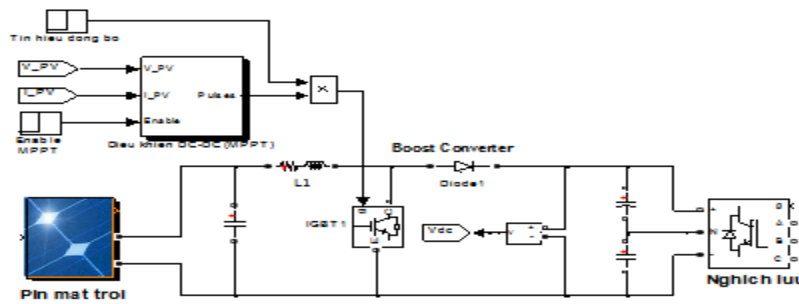 Tin hieu dong bo
V_PV
I_PV
Enable
MPPT
V_PV
I_PV
Enable
Pulses
Dieu khien DC-DC (MPPT)
X
Boost Converter
L1
Diode1
IGBT1
g
C
E
Vdc
v
+
-
Pin mat troi
+
N
-
g
A
B
C
Nghich luu